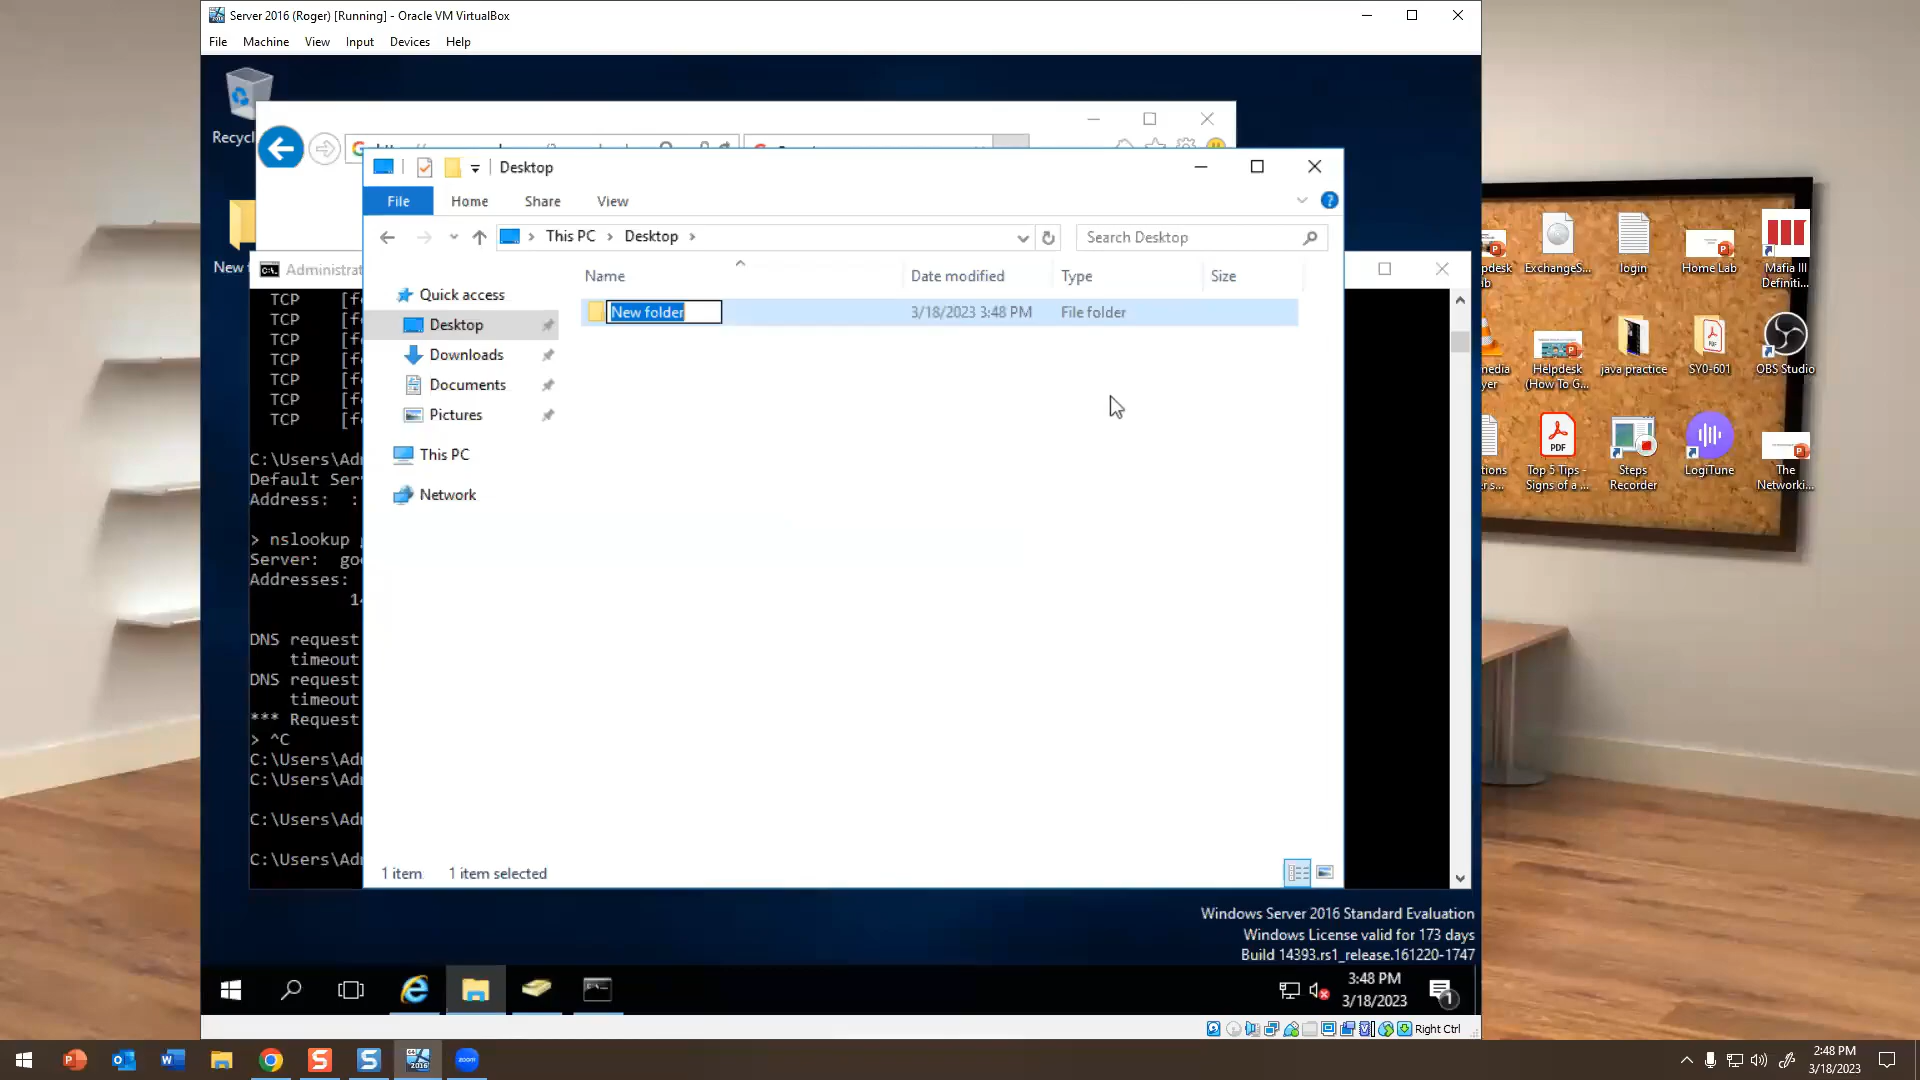 Server 2016 (Roger) [Running] - Oracle VM VirtualBox
File Machine View Input Devices Help
Desktop
File Home Share View
This PC Desktop
Search Desktop
New
Administrat
Name Date modified Type Size
New folder 3/18/2023 3:48 PM File folder
Quick access
Desktop
Downloads
Documents
Pictures
This PC
Network
TCP [f
TCP [f
TCP [f
TCP [f
TCP [f
TCP [f
TCP [f
C:\Users\Ad
Default Ser
Address: :
> nslookup
Server: go
Addresses:
14
DNS request
timeout
DNS request
timeout
*** Request
> ^C
C:\Users\Ad
C:\Users\Ad
C:\Users\Ad
C:\Users\Ad
1 item 1 item selected
Windows Server 2016 Standard Evaluation
Windows License valid for 173 days
Build 14393.rs1_release.161220-1747
3:48 PM
3/18/2023
1
Right Ctrl
ExchangeS...
login
Home Lab
Mafia III
Definiti...
Helpdesk
(How To G...
java practice
SY0-601
OBS Studio
PDF
Top 5 Tips -
Signs of a ...
Steps
Recorder
LogiTune
The
Networki...
2016
zoom
2:48 PM
3/18/2023